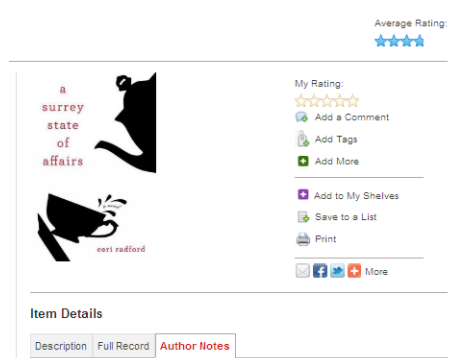 Average Rating:
a
surrey
state
of
affairs
ceri radford
My Rating:
Add a Comment
Add Tags
Add More
Add to My Shelves
Save to a List
Print
More
Item Details
Description Full Record Author Notes